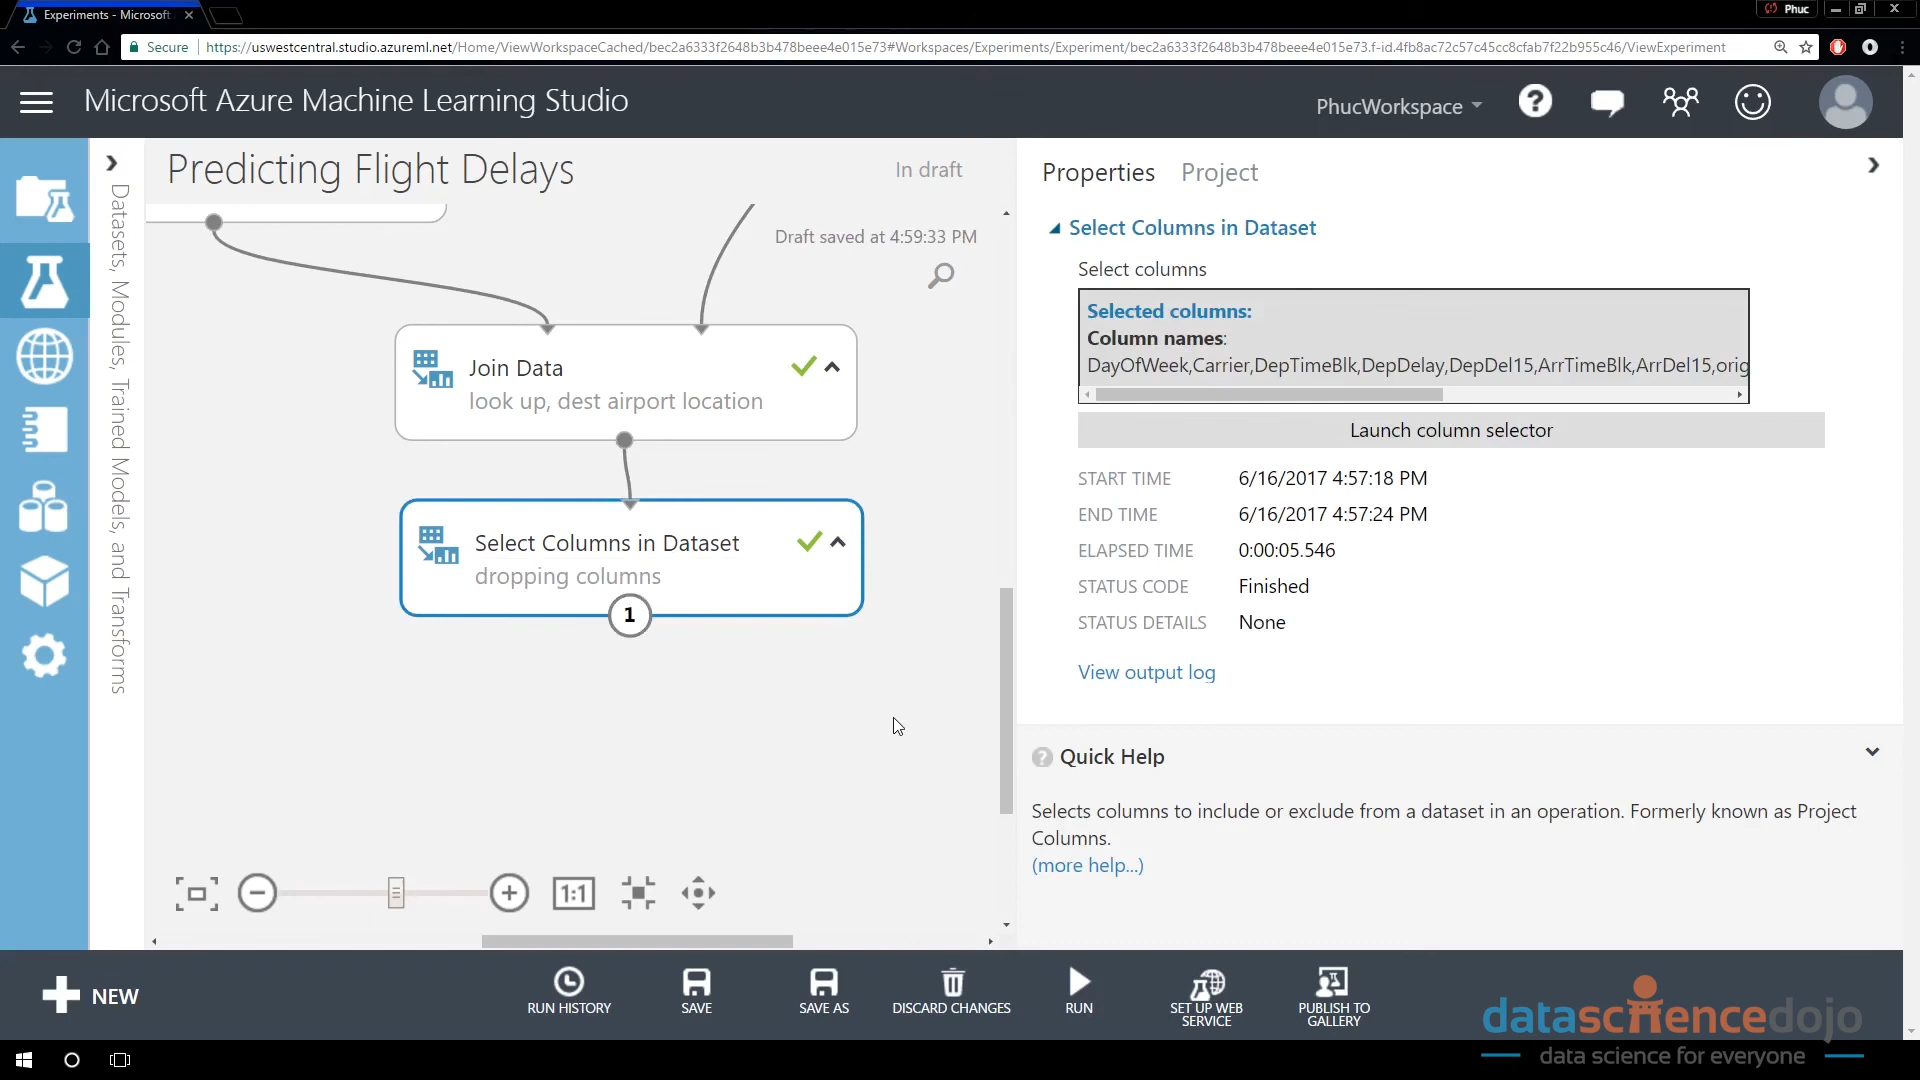 Experiments - Microsoft
Phuc
Secure
https://uswestcentral.studio.azureml.net/Home/ViewWorkspaceCached/bec2a6333f2648b3b478beee4e015e73#Workspaces/Experiments/Experiment/bec2a6333f2648b3b478beee4e015e73.f-id.4fb8ac72c57c45cc8cfab7f22b955c46/ViewExperiment
Microsoft Azure Machine Learning Studio
PhucWorkspace
Predicting Flight Delays
In draft
Draft saved at 4:59:33 PM
Datasets, Modules, Trained Models, and Transforms
Join Data
look up, dest airport location
Select Columns in Dataset
dropping columns
1
1:1
Properties
Project
Select Columns in Dataset
Select columns
Selected columns:
Column names:
DayOfWeek,Carrier,DepTimeBlk,DepDelay,DepDel15,ArrTimeBlk,ArrDel15,orig
Launch column selector
START TIME 6/16/2017 4:57:18 PM
END TIME 6/16/2017 4:57:24 PM
ELAPSED TIME 0:00:05.546
STATUS CODE Finished
STATUS DETAILS None
View output log
Quick Help
Selects columns to include or exclude from a dataset in an operation. Formerly known as Project
Columns.
(more help...)
NEW
RUN HISTORY
SAVE
SAVE AS
DISCARD CHANGES
RUN
SET UP WEB
SERVICE
PUBLISH TO
GALLERY
datasciencedojo
data science for everyone